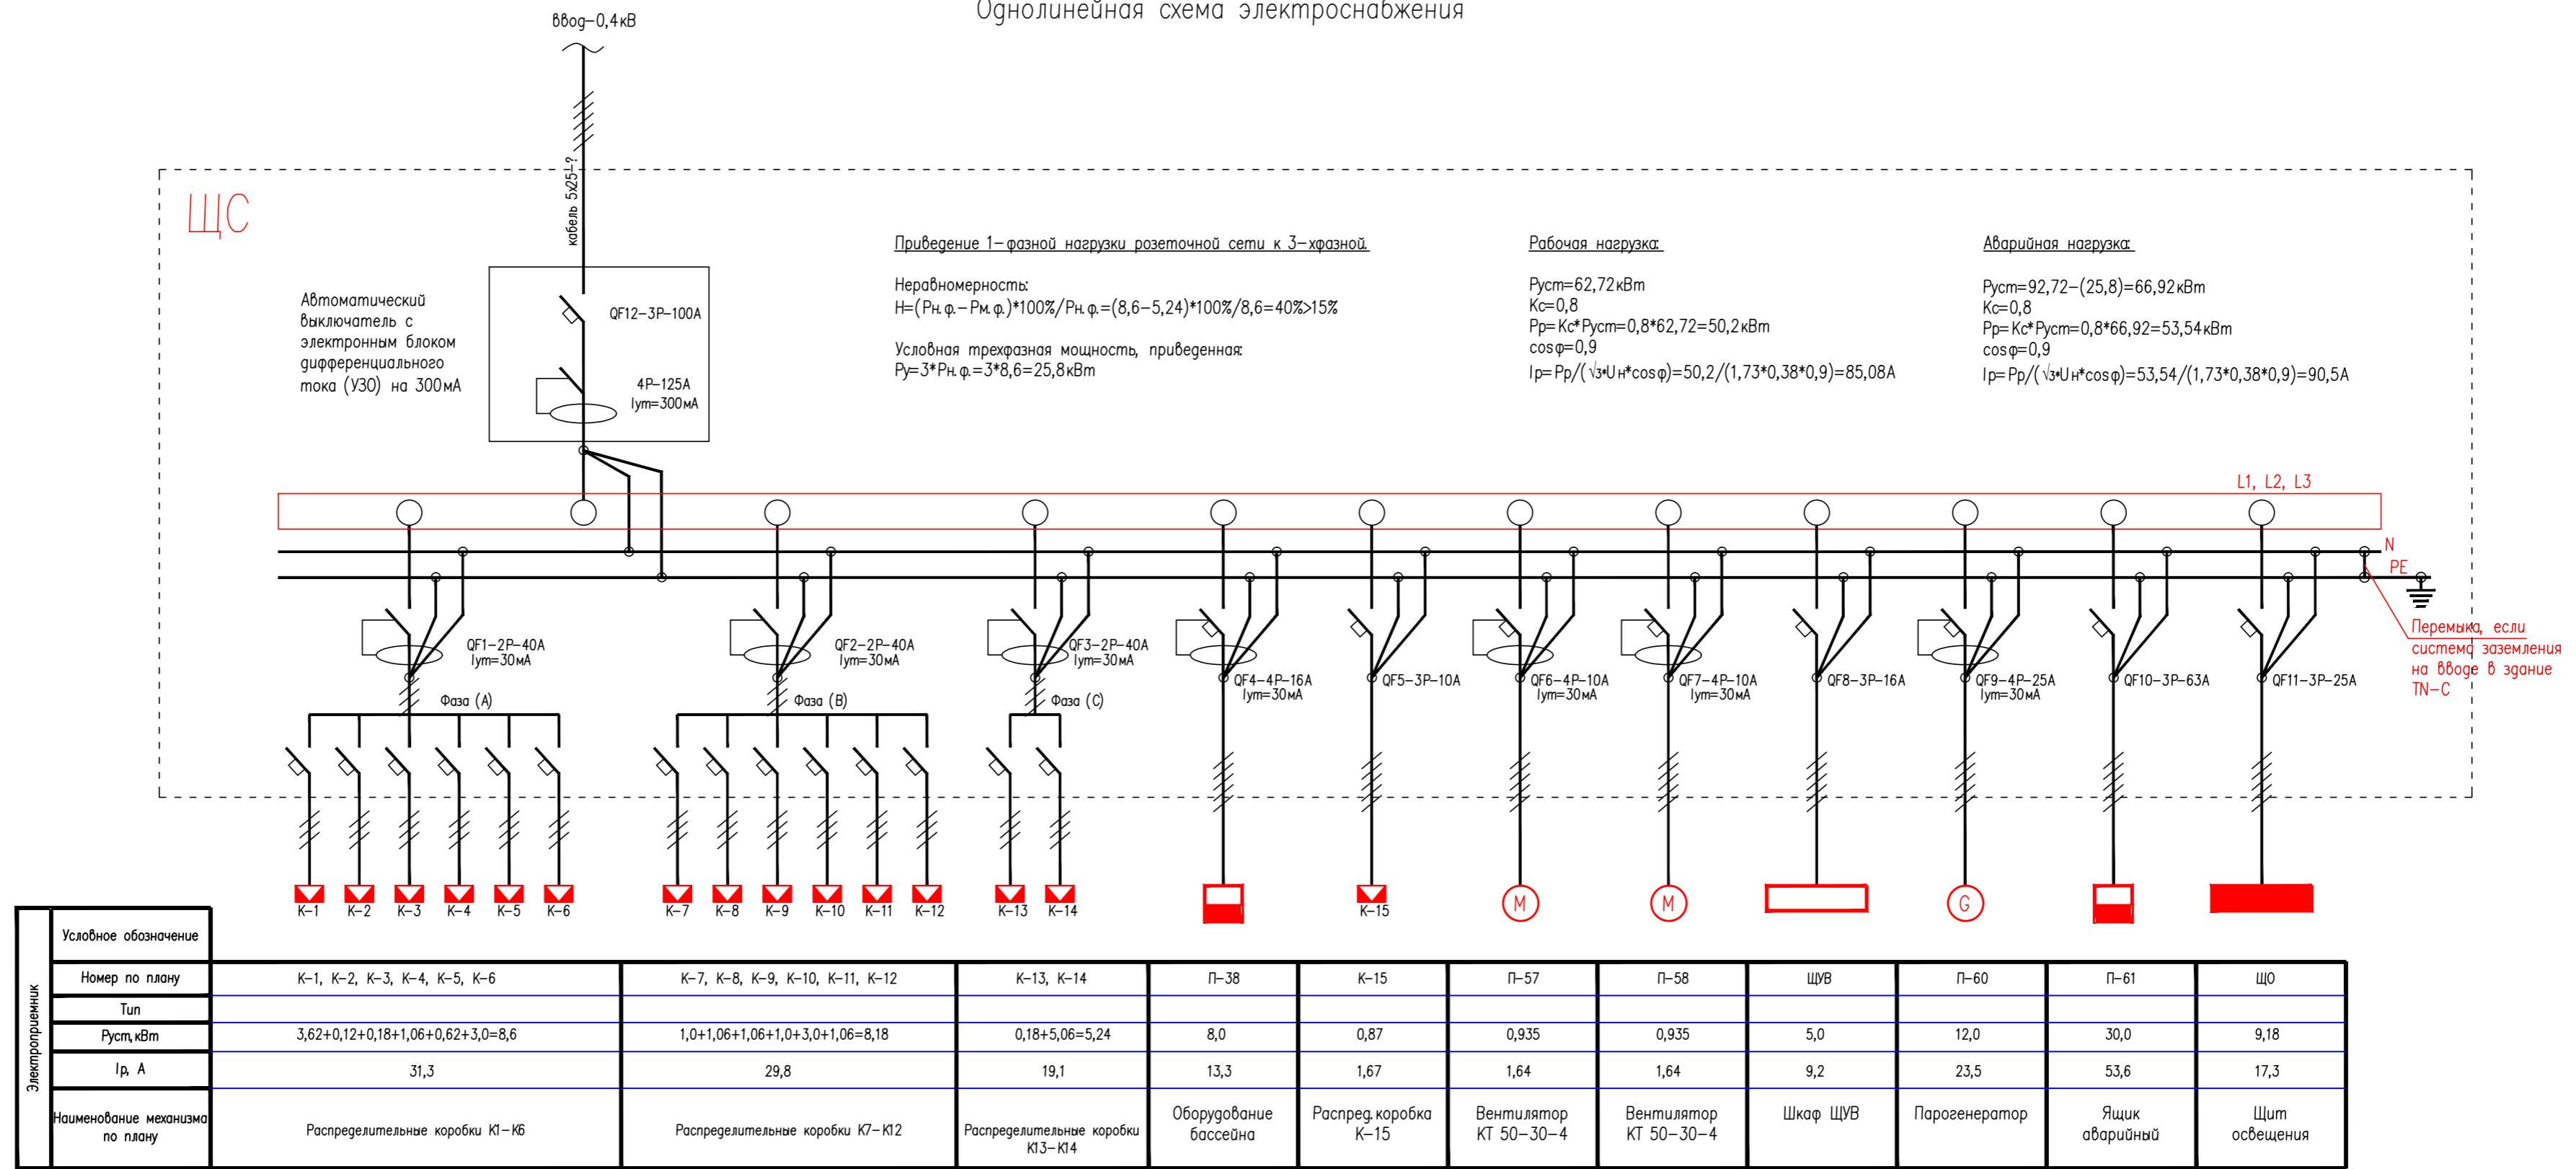 Однолинейная схема электроснабжения
ввод-0,4кВ
кабель 5х25-?
ЩС
Автоматический
выключатель с
электронным блоком
дифференциального
тока (УЗО) на 300мА
QF12-3P-100A
4P-125A
Iут=300мА
Приведение 1-фазной нагрузки розеточной сети к 3-хфазной.
Неравномерность:
Н=(Рн.ф.-Рм.ф.)*100%/Рн.ф.=(8,6-5,24)*100%/8,6=40%>15%
Условная трехфазная мощность, приведенная:
Ру=3*Рн.ф.=3*8,6=25,8кВт
Рабочая нагрузка:
Руст=62,72кВт
Кс=0,8
Рр=Кс*Руст=0,8*62,72=50,2кВт
cosφ=0,9
Iр=Рр/(√3*Uн*cosφ)=50,2/(1,73*0,38*0,9)=85,08А
Аварийная нагрузка:
Руст=92,72-(25,8)=66,92кВт
Кс=0,8
Рр=Кс*Руст=0,8*66,92=53,54кВт
cosφ=0,9
Iр=Рр/(√3*Uн*cosφ)=53,54/(1,73*0,38*0,9)=90,5А
L1, L2, L3
N
PE
Перемыка, если
система заземления
на вводе в здание
TN-C
QF1-2P-40A
Iут=30мА
QF2-2P-40A
Iут=30мА
QF3-2P-40A
Iут=30мА
QF4-4P-16A
Iут=30мА
QF5-3P-10A
QF6-4P-10A
Iут=30мА
QF7-4P-10A
Iут=30мА
QF8-3P-16A
QF9-4P-25A
Iут=30мА
QF10-3P-63A
QF11-3P-25A
Фаза (А)
Фаза (В)
Фаза (С)
К-1 К-2 К-3 К-4 К-5 К-6 К-7 К-8 К-9 К-10 К-11 К-12 К-13 К-14 К-15
М М G
Электроприемник
Условное обозначение
Номер по плану К-1, К-2, К-3, К-4, К-5, К-6 К-7, К-8, К-9, К-10, К-11, К-12 К-13, К-14 П-38 К-15 П-57 П-58 ЩУВ П-60 П-61 ЩО
Тип
Руст,кВт 3,62+0,12+0,18+1,06+0,62+3,0=8,6 1,0+1,06+1,06+1,0+3,0+1,06=8,18 0,18+5,06=5,24 8,0 0,87 0,935 0,935 5,0 12,0 30,0 9,18
Iр, А 31,3 29,8 19,1 13,3 1,67 1,64 1,64 9,2 23,5 53,6 17,3
Наименование механизма
по плану
Распределительные коробки К1-К6
Распределительные коробки К7-К12
Распределительные коробки
К13-К14
Оборудование
бассейна
Распред.коробка
К-15
Вентилятор
КТ 50-30-4
Вентилятор
КТ 50-30-4
Шкаф ЩУВ
Парогенератор
Ящик
аварийный
Щит
освещения